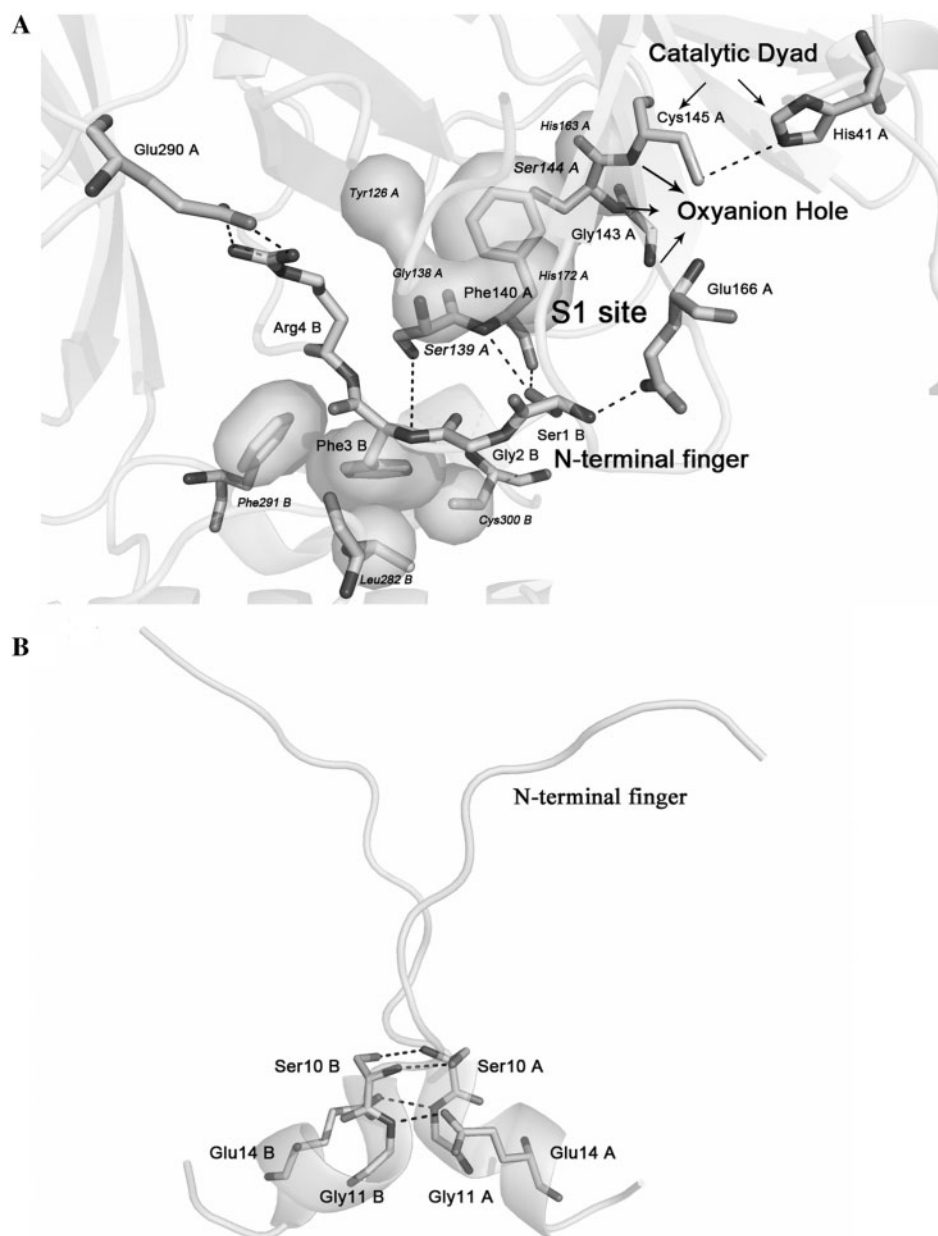 A
Catalytic Dyad
Cys145 A
His41 A
His163 A
Glu290 A
Ser144 A
Tyr126 A
Oxyanion Hole
Gly143 A
Gly138 A
His172 A
Glu166 A
Phe140 A
S1 site
Arg4 B
Ser139 A
Ser1 B
Phe3 B
Gly2 B
N-terminal finger
Phe291 B
Cys300 B
Leu282 B
B
N-terminal finger
Ser10 B
Ser10 A
Glu14 B
Glu14 A
Gly11 B
Gly11 A